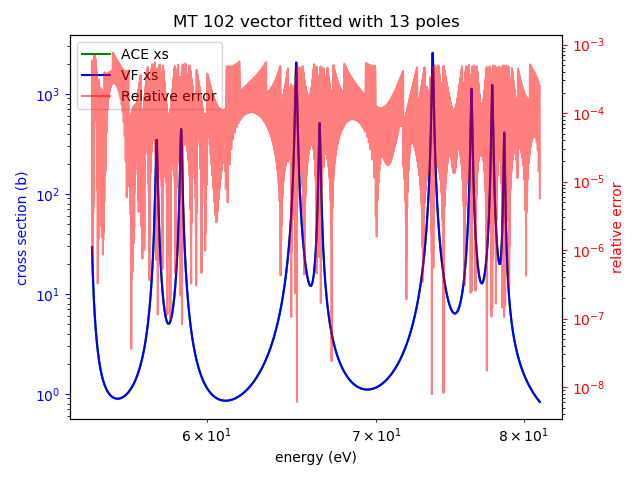 MT 102 vector fitted with 13 poles
ACE xs
VF xs
Relative error
cross section (b)
10³
10²
10¹
10⁰
10⁻³
10⁻⁴
10⁻⁵
10⁻⁶
10⁻⁷
10⁻⁸
relative error
6 × 10¹
7 × 10¹
8 × 10¹
energy (eV)